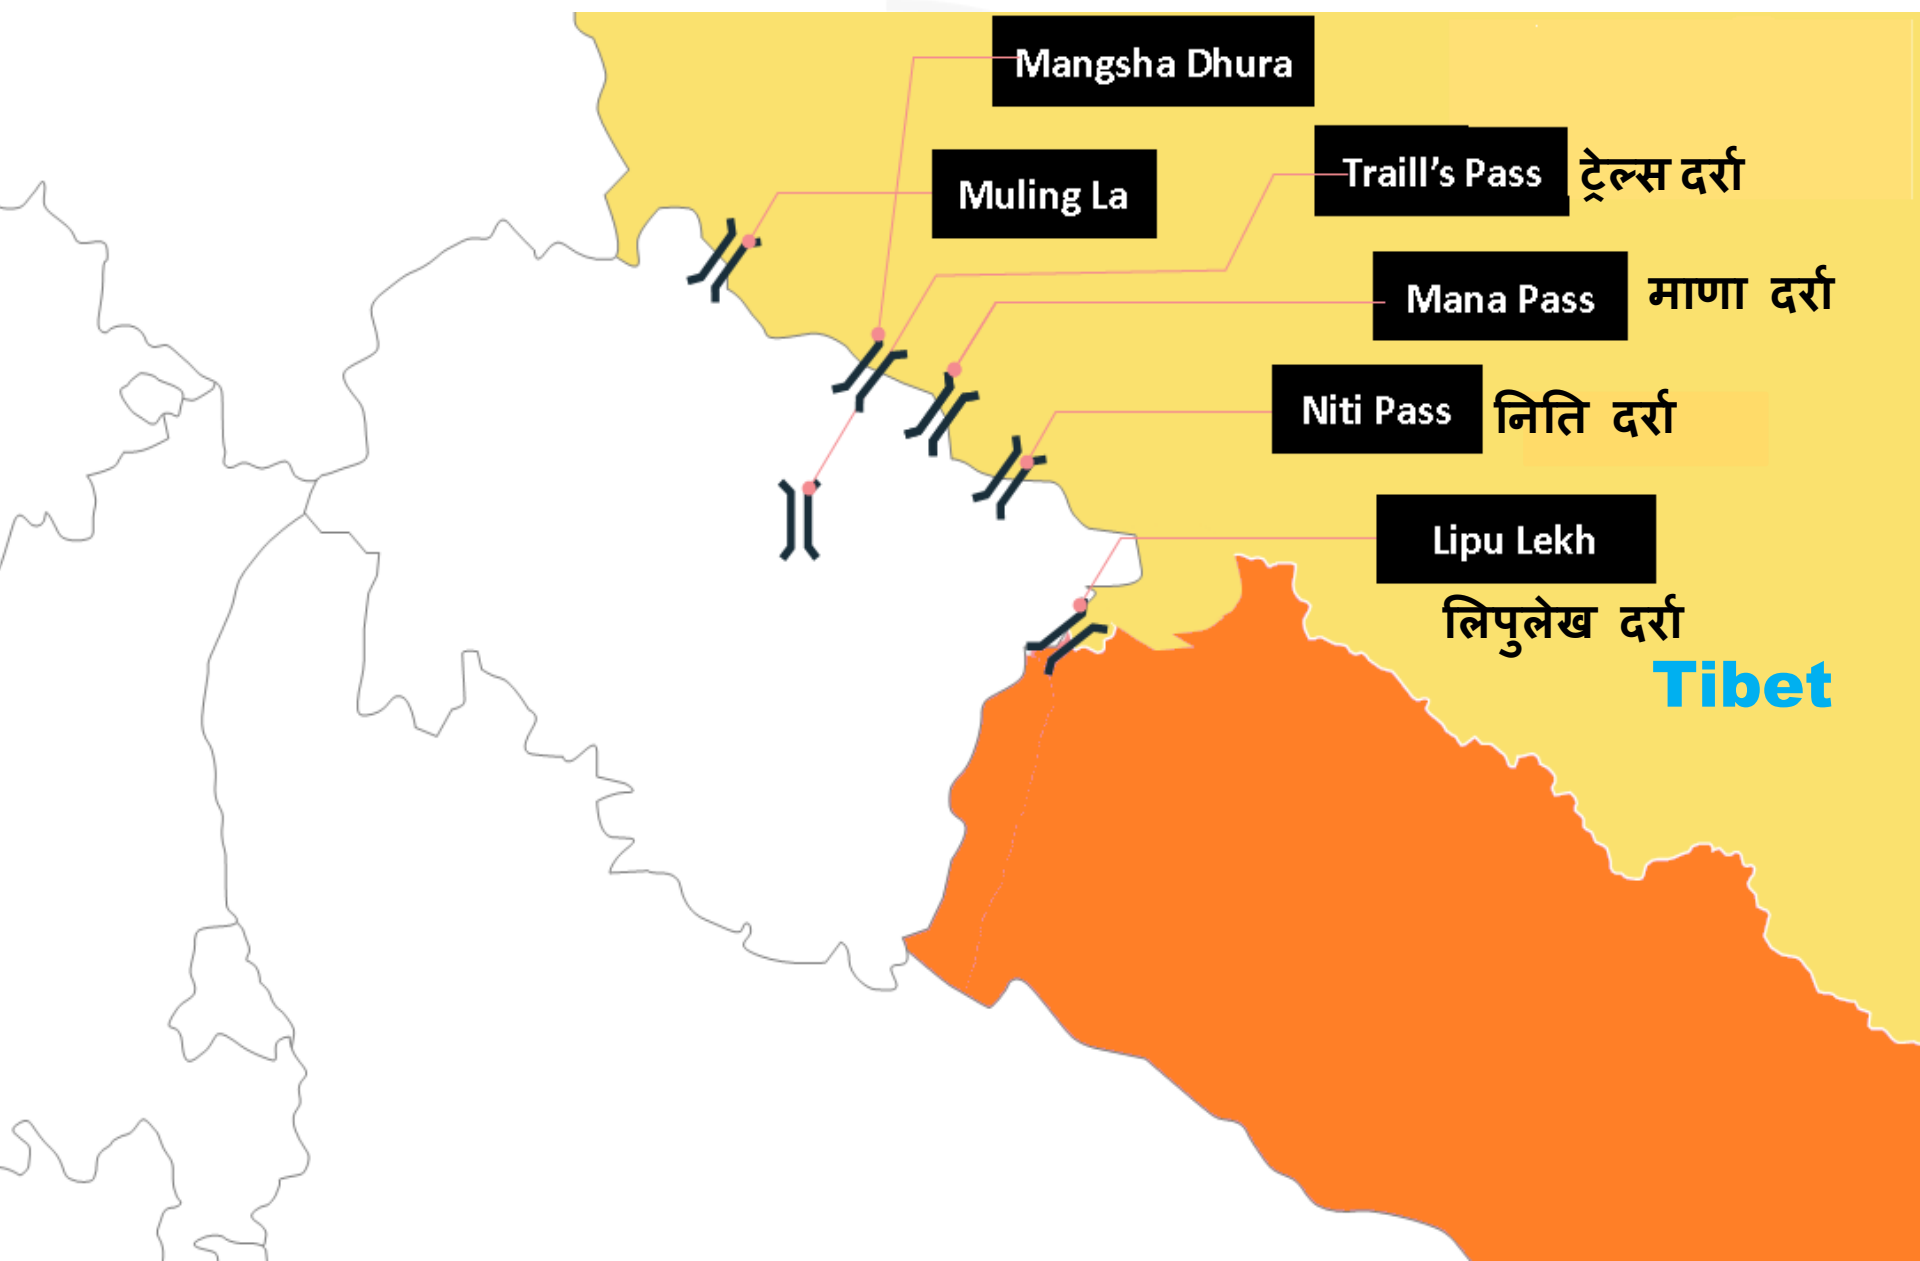 Mangsha Dhura
Muling La
Traill’s Pass ट्रेल्स दर्रा
Mana Pass माणा दर्रा
Niti Pass निति दर्रा
Lipu Lekh
लिपुलेख दर्रा
Tibet